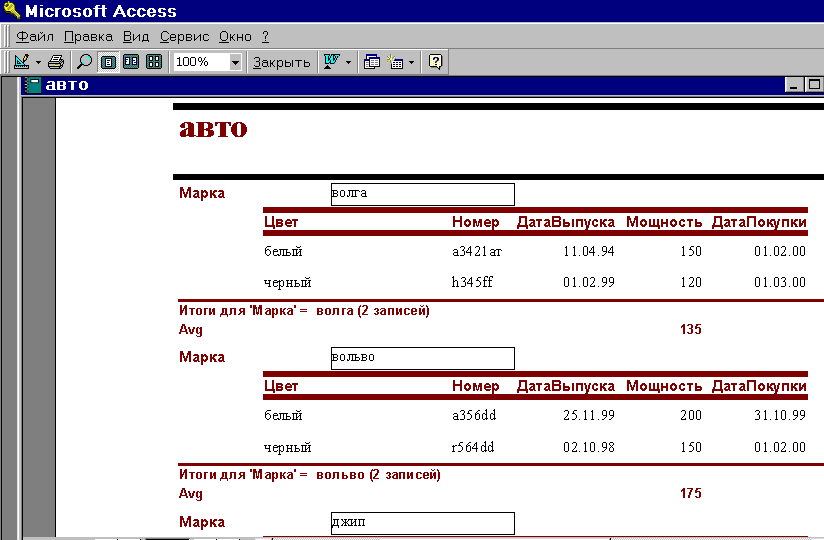 Microsoft Access
Файл Правка Вид Сервис Окно ?
100% Закрыть
авто
авто
Марка волга
Цвет Номер ДатаВыпуска Мощность ДатаПокупки
белый а3421ат 11.04.94 150 01.02.00
черный h345ff 01.02.99 120 01.03.00
Итоги для 'Марка' = волга (2 записей)
Avg 135
Марка вольво
Цвет Номер ДатаВыпуска Мощность ДатаПокупки
белый a356dd 25.11.99 200 31.10.99
черный r564dd 02.10.98 150 01.02.00
Итоги для 'Марка' = вольво (2 записей)
Avg 175
Марка джип